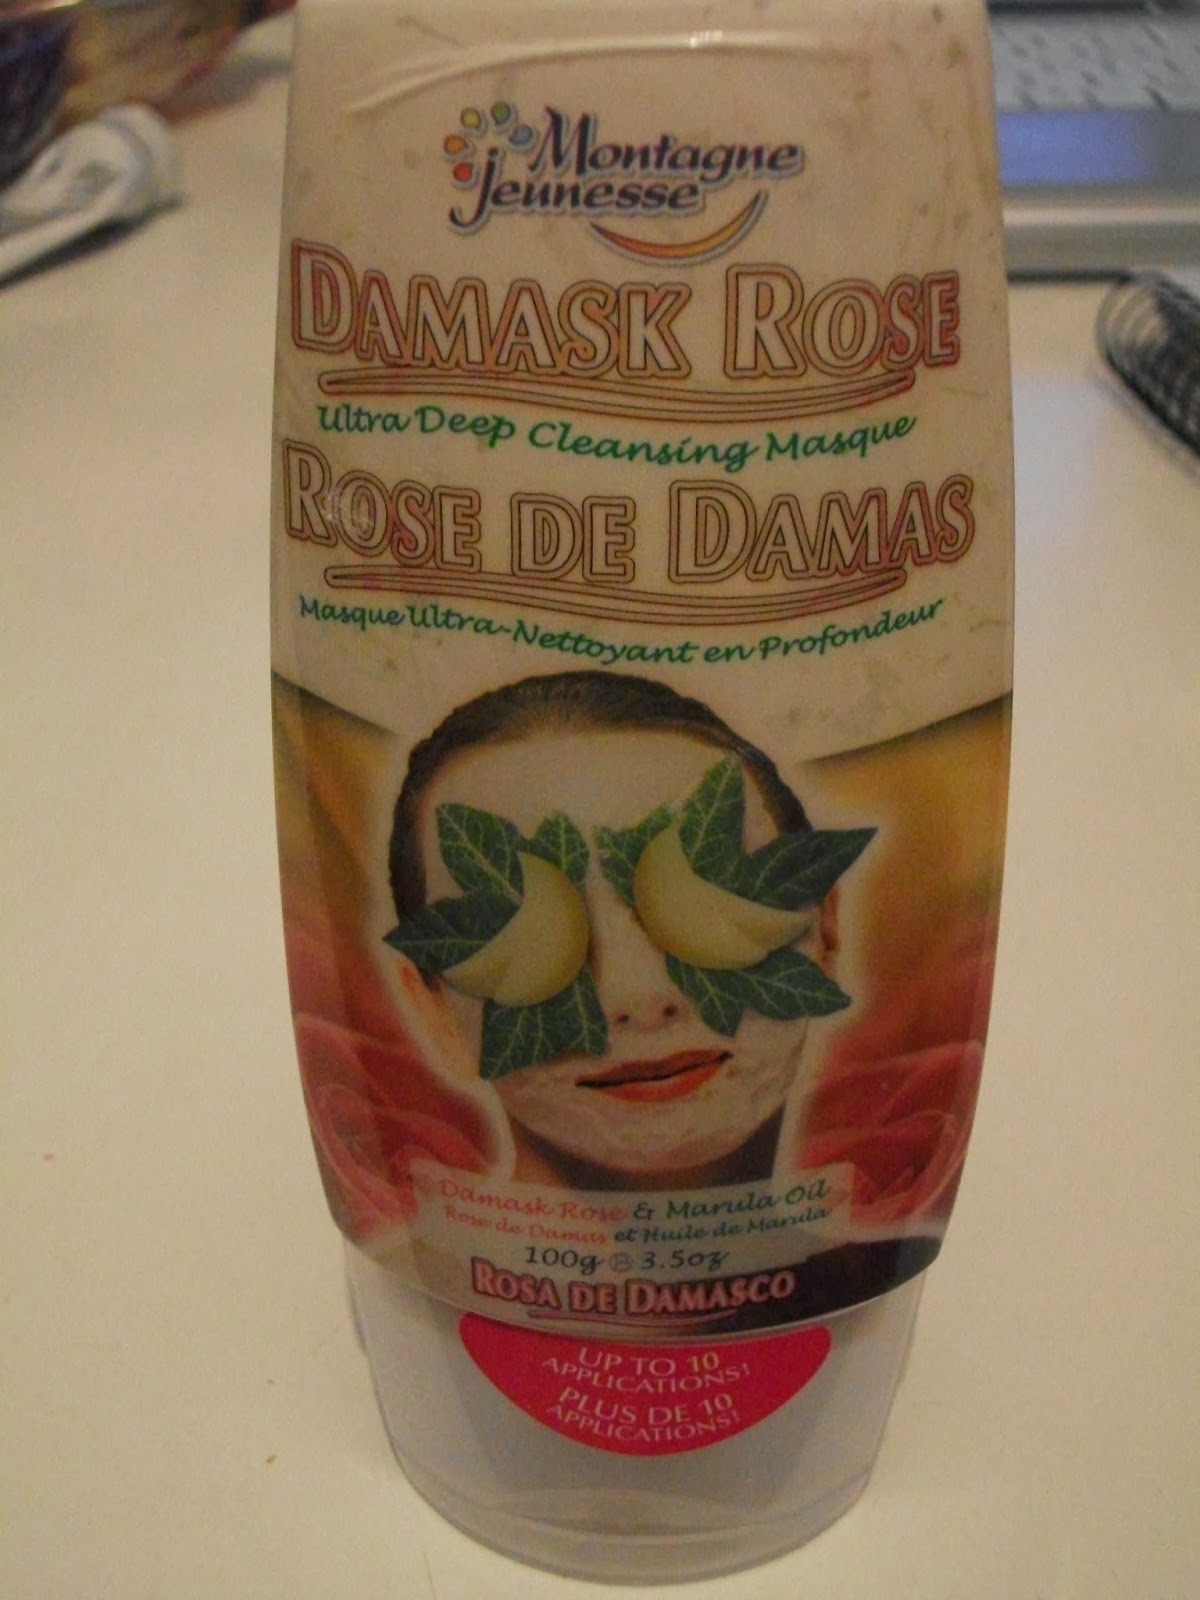 Montagne
Jeunesse
DAMASK ROSE
Ultra Deep Cleansing Masque
ROSE DE DAMAS
Masque Ultra-Nettoyant en Profondeur
Damask Rose & Marula Oil
Rose de Damas et Huile de Marula
100g ℮ 3.5oz
ROSA DE DAMASCO
UP TO 10
APPLICATIONS!
PLUS DE 10
APPLICATIONS!